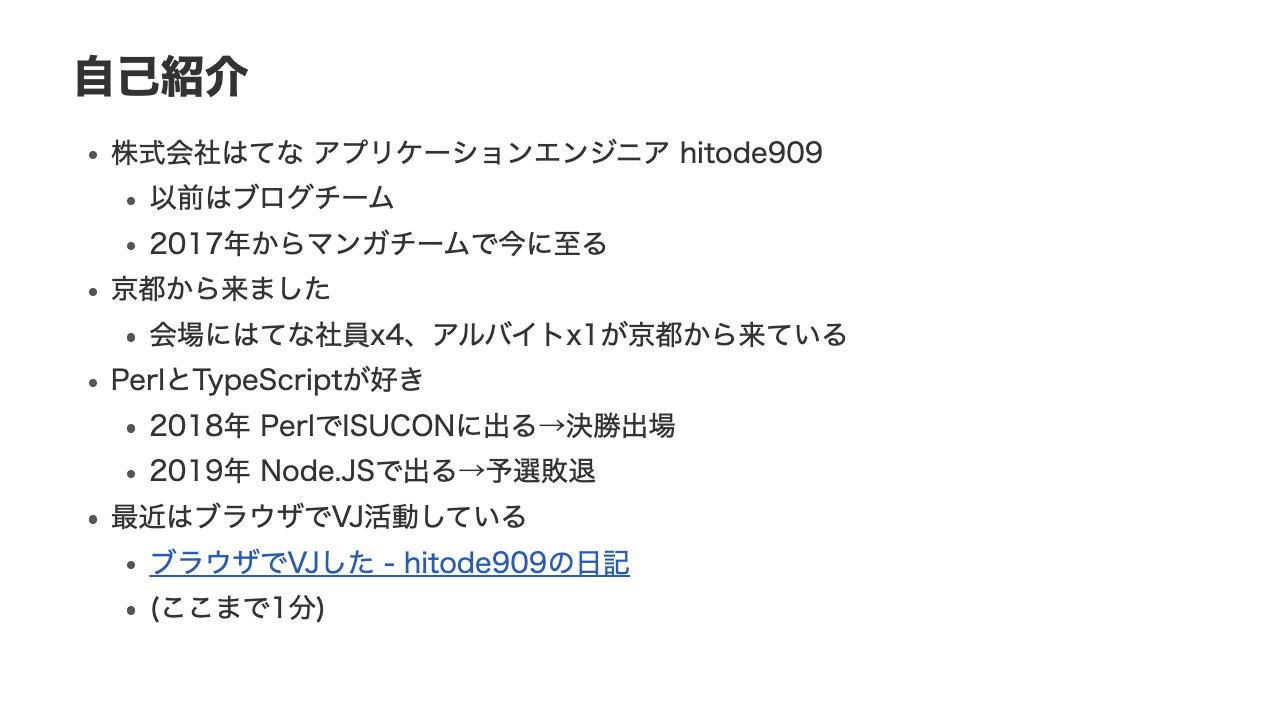 自己紹介
株式会社はてな アプリケーションエンジニア hitode909
以前はブログチーム
2017年からマンガチームで今に至る
京都から来ました
会場にはてな社員x4、アルバイトx1が京都から来ている
PerlとTypeScriptが好き
2018年 PerlでISUCONに出る→決勝出場
2019年 Node.JSで出る→予選敗退
最近はブラウザでVJ活動している
ブラウザでVJした - hitode909の日記
(ここまで1分)